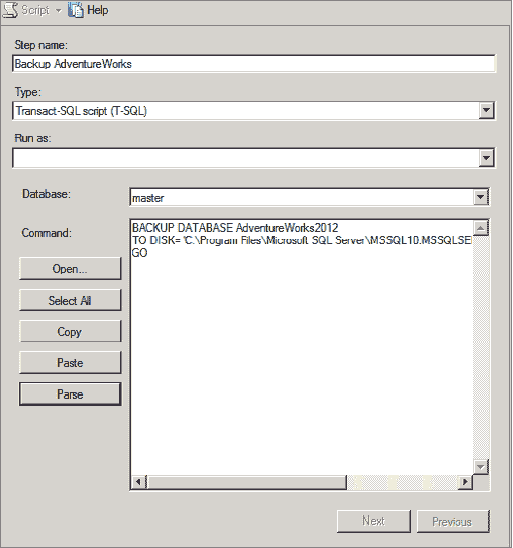 Script
Help
Step name:
Backup AdventureWorks
Type:
Transact-SQL script (T-SQL)
Run as:
Database:
master
Command:
BACKUP DATABASE AdventureWorks2012
TO DISK= 'C:\Program Files\Microsoft SQL Server\MSSQL10.MSSQLSE
GO
Open...
Select All
Copy
Paste
Parse
Next
Previous